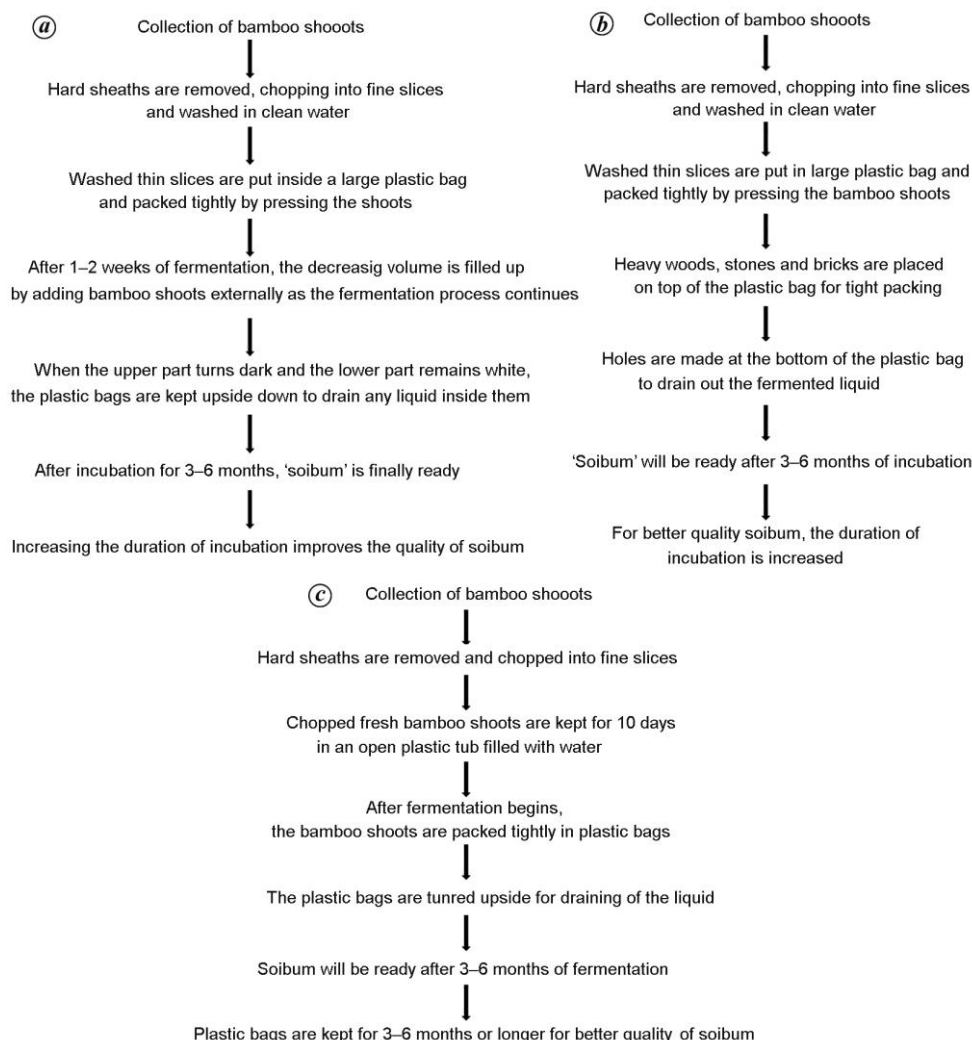 a
Collection of bamboo shooots
Hard sheaths are removed, chopping into fine slices
and washed in clean water
Washed thin slices are put inside a large plastic bag
and packed tightly by pressing the shoots
After 1–2 weeks of fermentation, the decreasig volume is filled up
by adding bamboo shoots externally as the fermentation process continues
When the upper part turns dark and the lower part remains white,
the plastic bags are kept upside down to drain any liquid inside them
After incubation for 3–6 months, ‘soibum’ is finally ready
Increasing the duration of incubation improves the quality of soibum
b
Collection of bamboo shooots
Hard sheaths are removed, chopping into fine slices
and washed in clean water
Washed thin slices are put in large plastic bag and
packed tightly by pressing the bamboo shoots
Heavy woods, stones and bricks are placed
on top of the plastic bag for tight packing
Holes are made at the bottom of the plastic bag
to drain out the fermented liquid
‘Soibum’ will be ready after 3–6 months of incubation
For better quality soibum, the duration of
incubation is increased
c
Collection of bamboo shooots
Hard sheaths are removed and chopped into fine slices
Chopped fresh bamboo shoots are kept for 10 days
in an open plastic tub filled with water
After fermentation begins,
the bamboo shoots are packed tightly in plastic bags
The plastic bags are tunred upside for draining of the liquid
Soibum will be ready after 3–6 months of fermentation
Plastic bags are kept for 3–6 months or longer for better quality of soibum